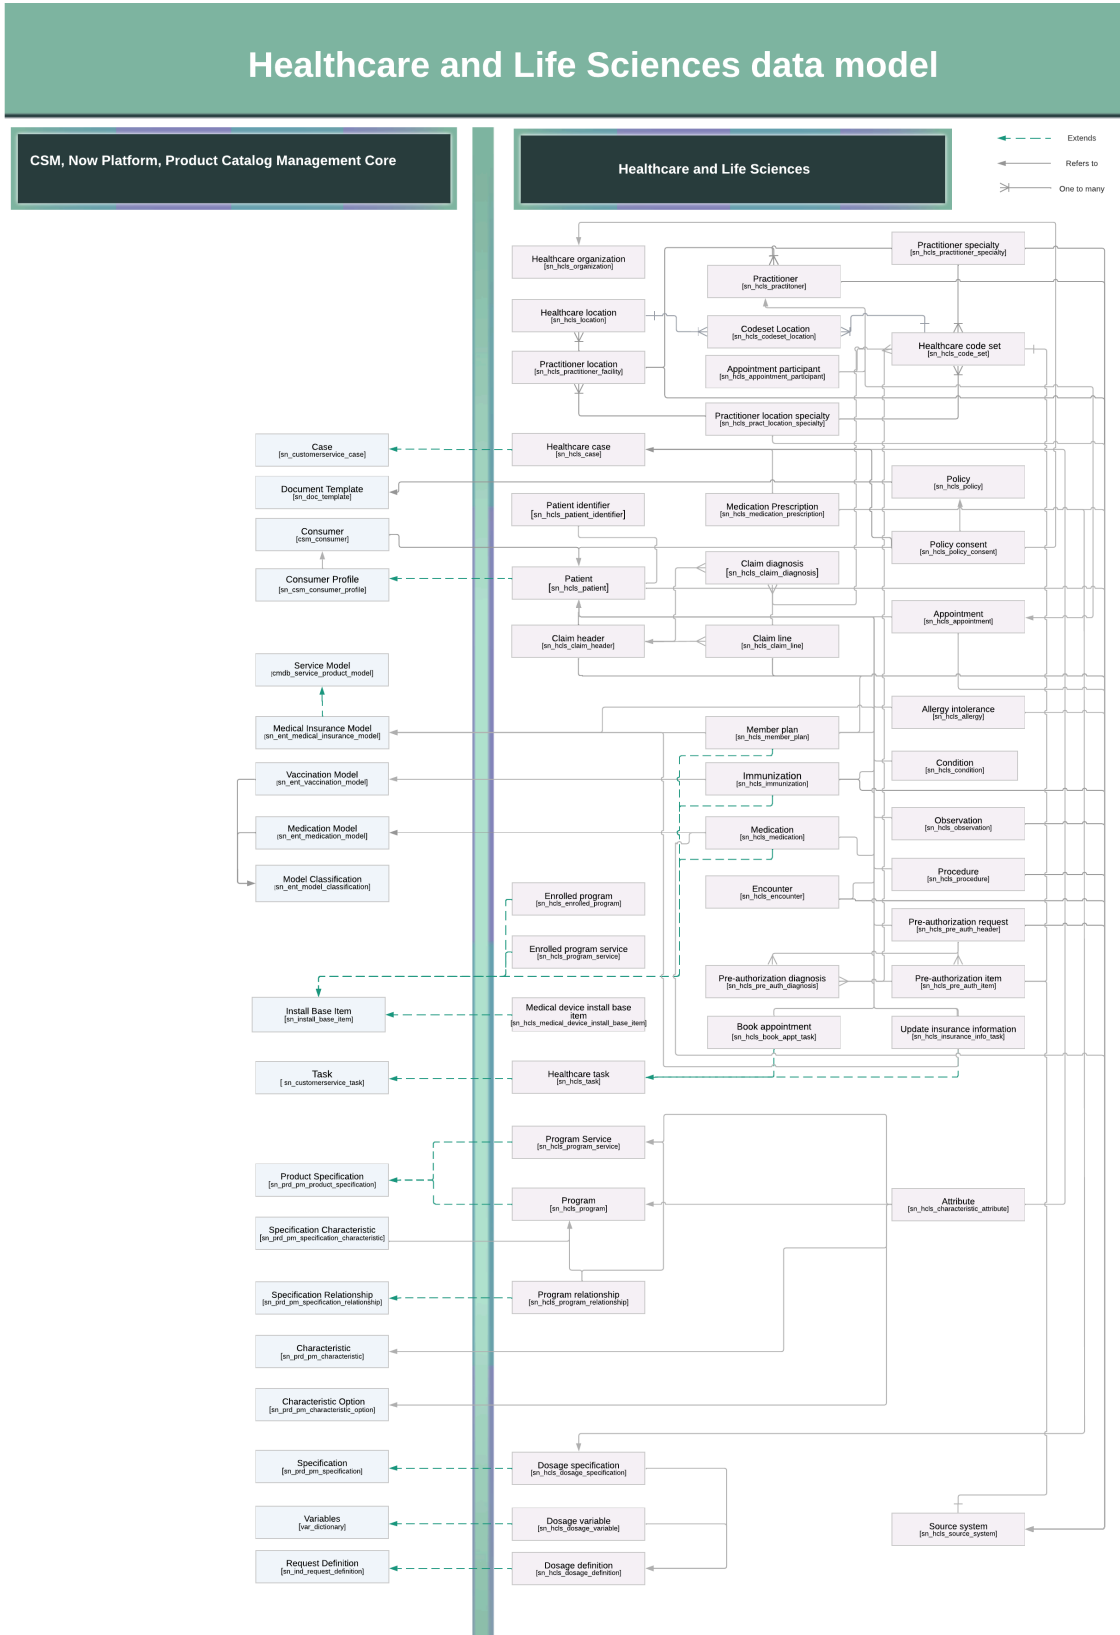 Healthcare and Life Sciences data model
CSM, Now Platform, Product Catalog Management Core
Healthcare and Life Sciences
Extends
Refers to
One to many
Healthcare organization
[sn_hcls_organization]
Practitioner specialty
[sn_hcls_practitioner_specialty]
Practitioner
[sn_hcls_practitoner]
Healthcare location
[sn_hcls_location]
Codeset Location
[sn_hcls_codeset_location]
Healthcare code set
[sn_hcls_code_set]
Practitioner location
[sn_hcls_practitioner_facility]
Appointment participant
[sn_hcls_appointment_participant]
Practitioner location specialty
[sn_hcls_pract_location_specialty]
Case
[sn_customerservice_case]
Healthcare case
[sn_hcls_case]
Document Template
[sn_doc_template]
Policy
[sn_hcls_policy]
Patient identifier
[sn_hcls_patient_identifier]
Medication Prescription
[sn_hcls_medication_prescription]
Consumer
[csm_consumer]
Policy consent
[sn_hcls_policy_consent]
Consumer Profile
[sn_csm_consumer_profile]
Patient
[sn_hcls_patient]
Claim diagnosis
[sn_hcls_claim_diagnosis]
Appointment
[sn_hcls_appointment]
Claim header
[sn_hcls_claim_header]
Claim line
[sn_hcls_claim_line]
Service Model
[cmdb_service_product_model]
Allergy intolerance
[sn_hcls_allergy]
Medical Insurance Model
[sn_ent_medical_insurance_model]
Member plan
[sn_hcls_member_plan]
Condition
[sn_hcls_condition]
Vaccination Model
[sn_ent_vaccination_model]
Immunization
[sn_hcls_immunization]
Observation
[sn_hcls_observation]
Medication Model
[sn_ent_medication_model]
Medication
[sn_hcls_medication]
Procedure
[sn_hcls_procedure]
Model Classification
[sn_ent_model_classification]
Enrolled program
[sn_hcls_enrolled_program]
Encounter
[sn_hcls_encounter]
Pre-authorization request
[sn_hcls_pre_auth_header]
Enrolled program service
[sn_hcls_program_service]
Pre-authorization diagnosis
[sn_hcls_pre_auth_diagnosis]
Pre-authorization item
[sn_hcls_pre_auth_item]
Install Base Item
[sn_install_base_item]
Medical device install base
item
[sn_hcls_medical_device_install_base_item]
Book appointment
[sn_hcls_book_appt_task]
Update insurance information
[sn_hcls_insurance_info_task]
Task
[ sn_customerservice_task]
Healthcare task
[sn_hcls_task]
Program Service
[sn_hcls_program_service]
Product Specification
[sn_prd_pm_product_specification]
Program
[sn_hcls_program]
Attribute
[sn_hcls_characteristic_attribute]
Specification Characteristic
[sn_prd_pm_specification_characteristic]
Specification Relationship
[sn_prd_pm_specification_relationship]
Program relationship
[sn_hcls_program_relationship]
Characteristic
[sn_prd_pm_characteristic]
Characteristic Option
[sn_prd_pm_characteristic_option]
Specification
[sn_prd_pm_specification]
Dosage specification
[sn_hcls_dosage_specification]
Variables
[var_dictionary]
Dosage variable
[sn_hcls_dosage_variable]
Source system
[sn_hcls_source_system]
Request Definition
[sn_ind_request_definition]
Dosage definition
[sn_hcls_dosage_definition]